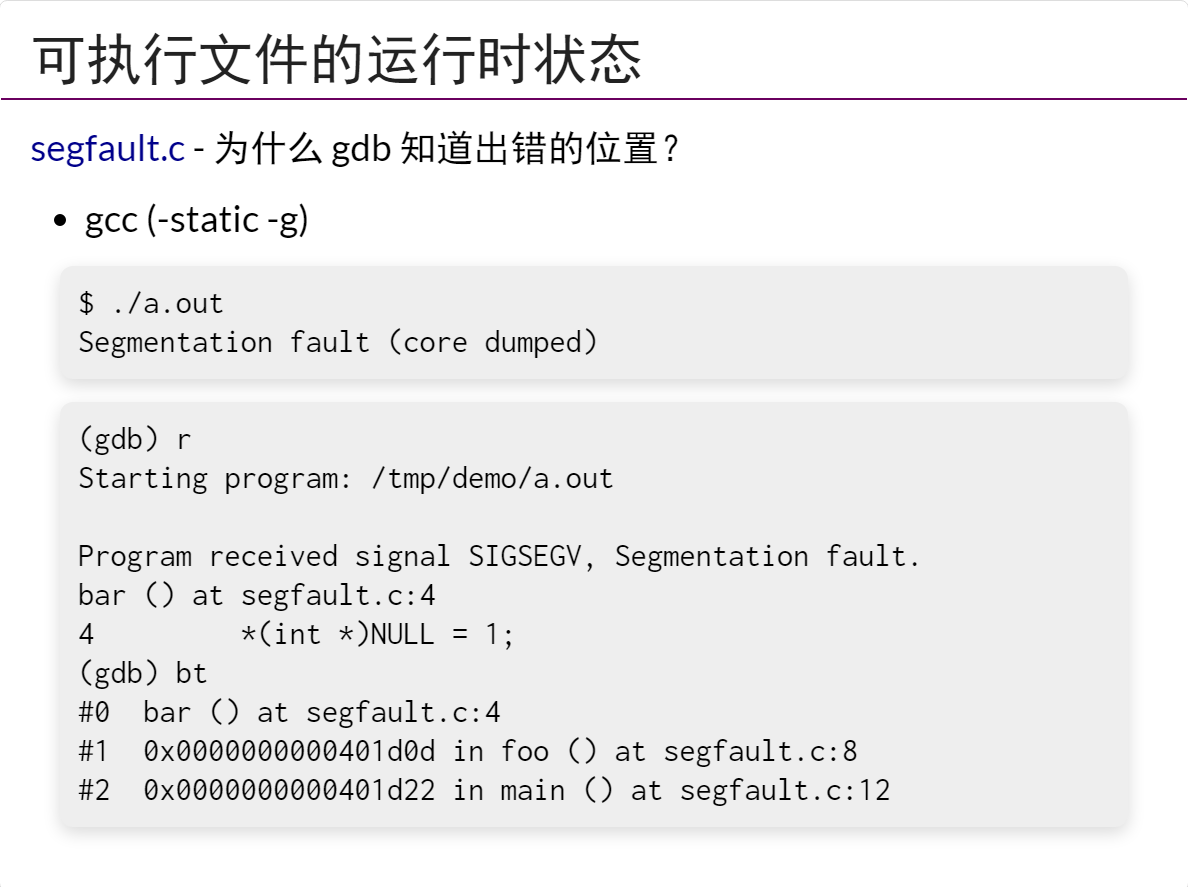 可执行文件的运行时状态
segfault.c - 为什么 gdb 知道出错的位置？
• gcc (-static -g)
$ ./a.out
Segmentation fault (core dumped)
(gdb) r
Starting program: /tmp/demo/a.out
Program received signal SIGSEGV, Segmentation fault.
bar () at segfault.c:4
4         *(int *)NULL = 1;
(gdb) bt
#0  bar () at segfault.c:4
#1  0x0000000000401d0d in foo () at segfault.c:8
#2  0x0000000000401d22 in main () at segfault.c:12